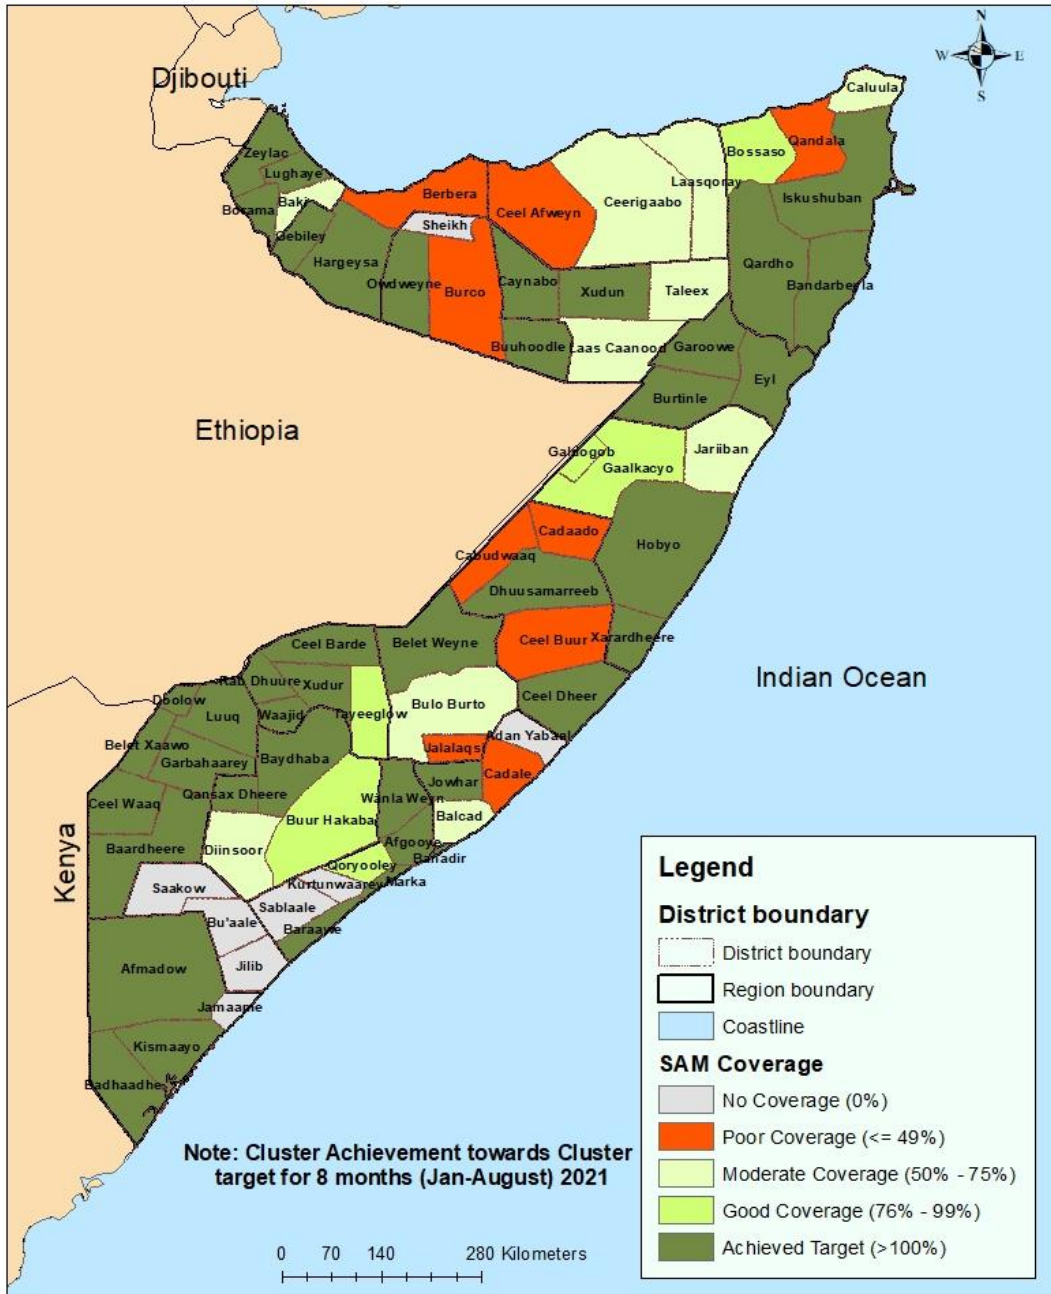 N
W
E
S
Djibouti
Caluula
Zeylac
Bossaso
Qandala
Lughaye
Laasqoray
Baki
Berbera
Ceerigaabo
Iskushuban
Borama
Ceel Afweyn
Sheikh
Gebiley
Hargeysa
Qardho
Owdweyne
Caynabo
Bandarbeyla
Burco
Xudun
Taleex
Buuhoodle
Laas Caanood
Garoowe
Eyl
Burtinle
Ethiopia
Jariiban
Galdogob
Gaalkacyo
Cadaado
Hobyo
Cabudwaaq
Dhuusamarreeb
Ceel Barde
Belet Weyne
Ceel Buur
Xarardheere
Rab Dhuure
Xudur
Indian Ocean
Doolow
Ceel Dheer
Luuq
Waajid
Tayeeglow
Bulo Burto
Adan Yabaal
Belet Xaawo
Jalalaqsi
Garbahaarey
Baydhaba
Cadale
Jowhar
Qansax Dheere
Wanla Weyn
Ceel Waaq
Balcad
Buur Hakaba
Afgooye
Baardheere
Diinsoor
Banadir
Kenya
Qoryooley
Kurtunwaarey
Marka
Saakow
Sablaale
Bu'aale
Baraawe
Afmadow
Jilib
Jamaame
Kismaayo
Badhaadhe
Legend
District boundary
District boundary
Region boundary
Coastline
SAM Coverage
No Coverage (0%)
Poor Coverage (<= 49%)
Moderate Coverage (50% - 75%)
Good Coverage (76% - 99%)
Achieved Target (>100%)
Note: Cluster Achievement towards Cluster
target for 8 months (Jan-August) 2021
0 70 140 280 Kilometers